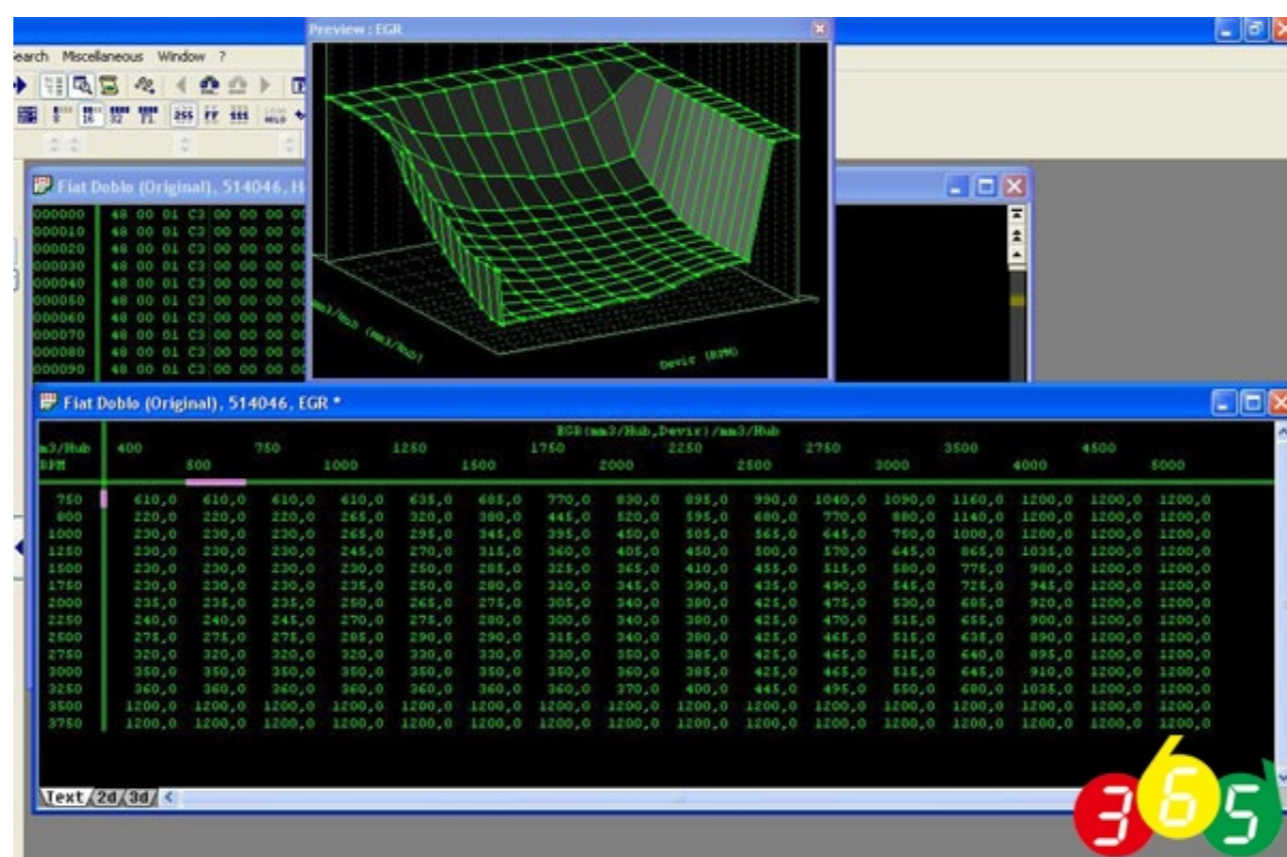 Preview : EGR
earch Miscellaneous Window ?
8 16 32 255 FF
Fiat Doblo (Original), 514046, H
000000 48 00 01 C3 00 00 00
000010 48 00 01 C3 00 00 00
000020 48 00 01 C3 00 00 00
000030 48 00 01 C3 00 00 00
000040 48 00 01 C3 00 00 00
000050 48 00 01 C3 00 00 00
000060 48 00 01 C3 00 00 00
000070 48 00 01 C3 00 00 00
000080 48 00 01 C3 00 00 00
000090 48 00 01 C3 00 00 00
mm3/Hub (mm3/Hub)
Devir (RPM)
Fiat Doblo (Original), 514046, EGR *
EGR(mm3/Hub,Devir)/mm3/Hub
m3/Hub 400 750 1250 1750 2250 2750 3500 4500
RPM 500 1000 1500 2000 2500 3000 4000 5000
750 610,0 610,0 610,0 610,0 635,0 685,0 770,0 830,0 895,0 990,0 1040,0 1090,0 1160,0 1200,0 1200,0 1200,0
800 220,0 220,0 220,0 265,0 320,0 380,0 445,0 520,0 595,0 680,0 770,0 880,0 1140,0 1200,0 1200,0 1200,0
1000 230,0 230,0 230,0 265,0 295,0 345,0 395,0 450,0 505,0 565,0 645,0 750,0 1000,0 1200,0 1200,0 1200,0
1250 230,0 230,0 230,0 245,0 270,0 315,0 360,0 405,0 450,0 500,0 570,0 645,0 865,0 1035,0 1200,0 1200,0
1500 230,0 230,0 230,0 230,0 250,0 285,0 325,0 365,0 410,0 455,0 515,0 580,0 775,0 980,0 1200,0 1200,0
1750 230,0 230,0 230,0 235,0 250,0 280,0 310,0 345,0 390,0 435,0 490,0 545,0 725,0 945,0 1200,0 1200,0
2000 235,0 235,0 235,0 250,0 265,0 275,0 305,0 340,0 380,0 425,0 475,0 530,0 685,0 920,0 1200,0 1200,0
2250 240,0 240,0 245,0 270,0 275,0 280,0 300,0 340,0 380,0 425,0 470,0 515,0 655,0 900,0 1200,0 1200,0
2500 275,0 275,0 275,0 285,0 290,0 290,0 315,0 340,0 380,0 425,0 465,0 515,0 635,0 890,0 1200,0 1200,0
2750 320,0 320,0 320,0 320,0 330,0 330,0 330,0 350,0 385,0 425,0 465,0 515,0 640,0 895,0 1200,0 1200,0
3000 350,0 350,0 350,0 350,0 350,0 350,0 350,0 360,0 385,0 425,0 465,0 515,0 645,0 910,0 1200,0 1200,0
3250 360,0 360,0 360,0 360,0 360,0 360,0 360,0 370,0 400,0 445,0 495,0 550,0 680,0 1035,0 1200,0 1200,0
3500 1200,0 1200,0 1200,0 1200,0 1200,0 1200,0 1200,0 1200,0 1200,0 1200,0 1200,0 1200,0 1200,0 1200,0 1200,0 1200,0
3750 1200,0 1200,0 1200,0 1200,0 1200,0 1200,0 1200,0 1200,0 1200,0 1200,0 1200,0 1200,0 1200,0 1200,0 1200,0 1200,0
Text 2d 3d
365